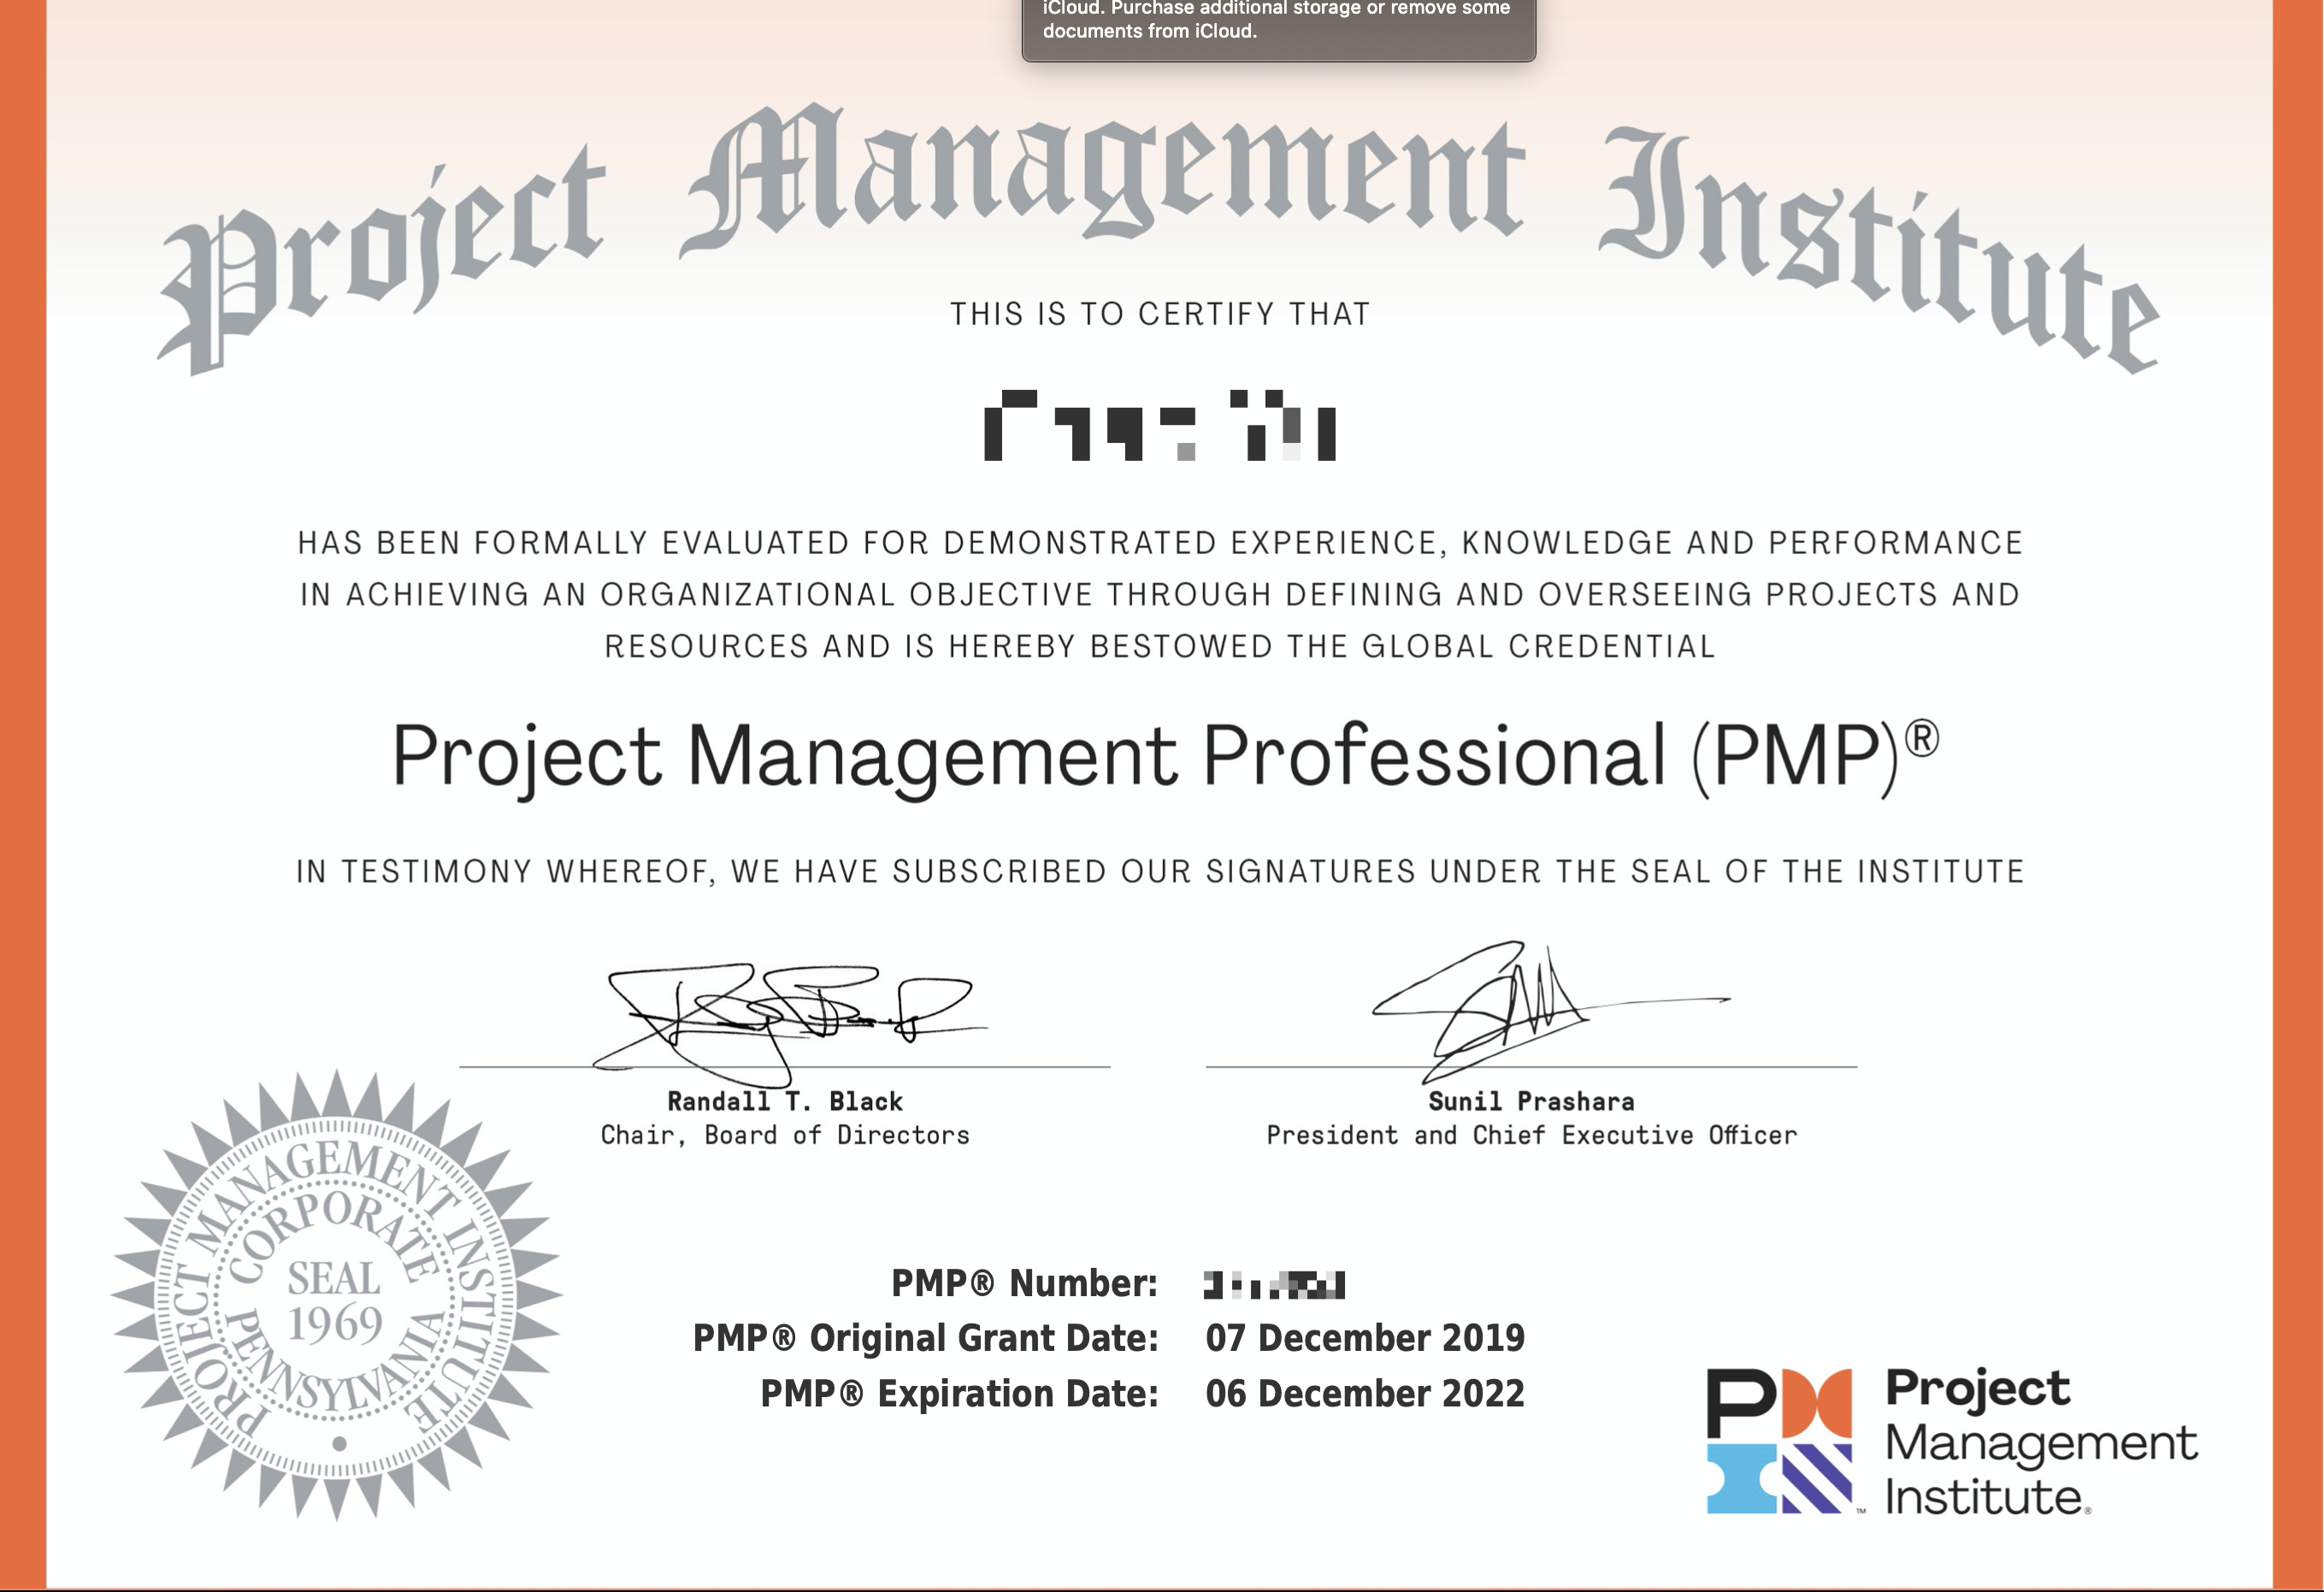 iCloud. Purchase additional storage or remove some
documents from iCloud.
Project Management Institute
THIS IS TO CERTIFY THAT
HAS BEEN FORMALLY EVALUATED FOR DEMONSTRATED EXPERIENCE, KNOWLEDGE AND PERFORMANCE
IN ACHIEVING AN ORGANIZATIONAL OBJECTIVE THROUGH DEFINING AND OVERSEEING PROJECTS AND
RESOURCES AND IS HEREBY BESTOWED THE GLOBAL CREDENTIAL
Project Management Professional (PMP)®
IN TESTIMONY WHEREOF, WE HAVE SUBSCRIBED OUR SIGNATURES UNDER THE SEAL OF THE INSTITUTE
Randall T. Black
Chair, Board of Directors
Sunil Prashara
President and Chief Executive Officer
PROJECT MANAGEMENT INSTITUTE
CORPORATE
SEAL
1969
PENNSYLVANIA
PMP® Number:
PMP® Original Grant Date: 07 December 2019
PMP® Expiration Date: 06 December 2022
Project
Management
Institute®
™